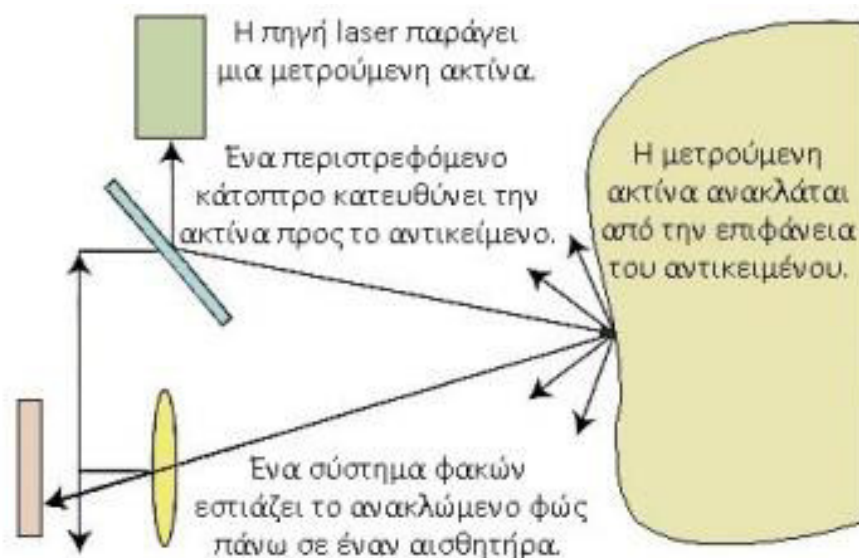 Η πηγή laser παράγει
μια μετρούμενη ακτίνα.
Ένα περιστρεφόμενο
κάτοπτρο κατευθύνει την
ακτίνα προς το αντικείμενο.
Η μετρούμενη
ακτίνα ανακλάται
από την επιφάνεια
του αντικειμένου.
Ένα σύστημα φακών
εστιάζει το ανακλώμενο φώς
πάνω σε έναν αισθητήρα.